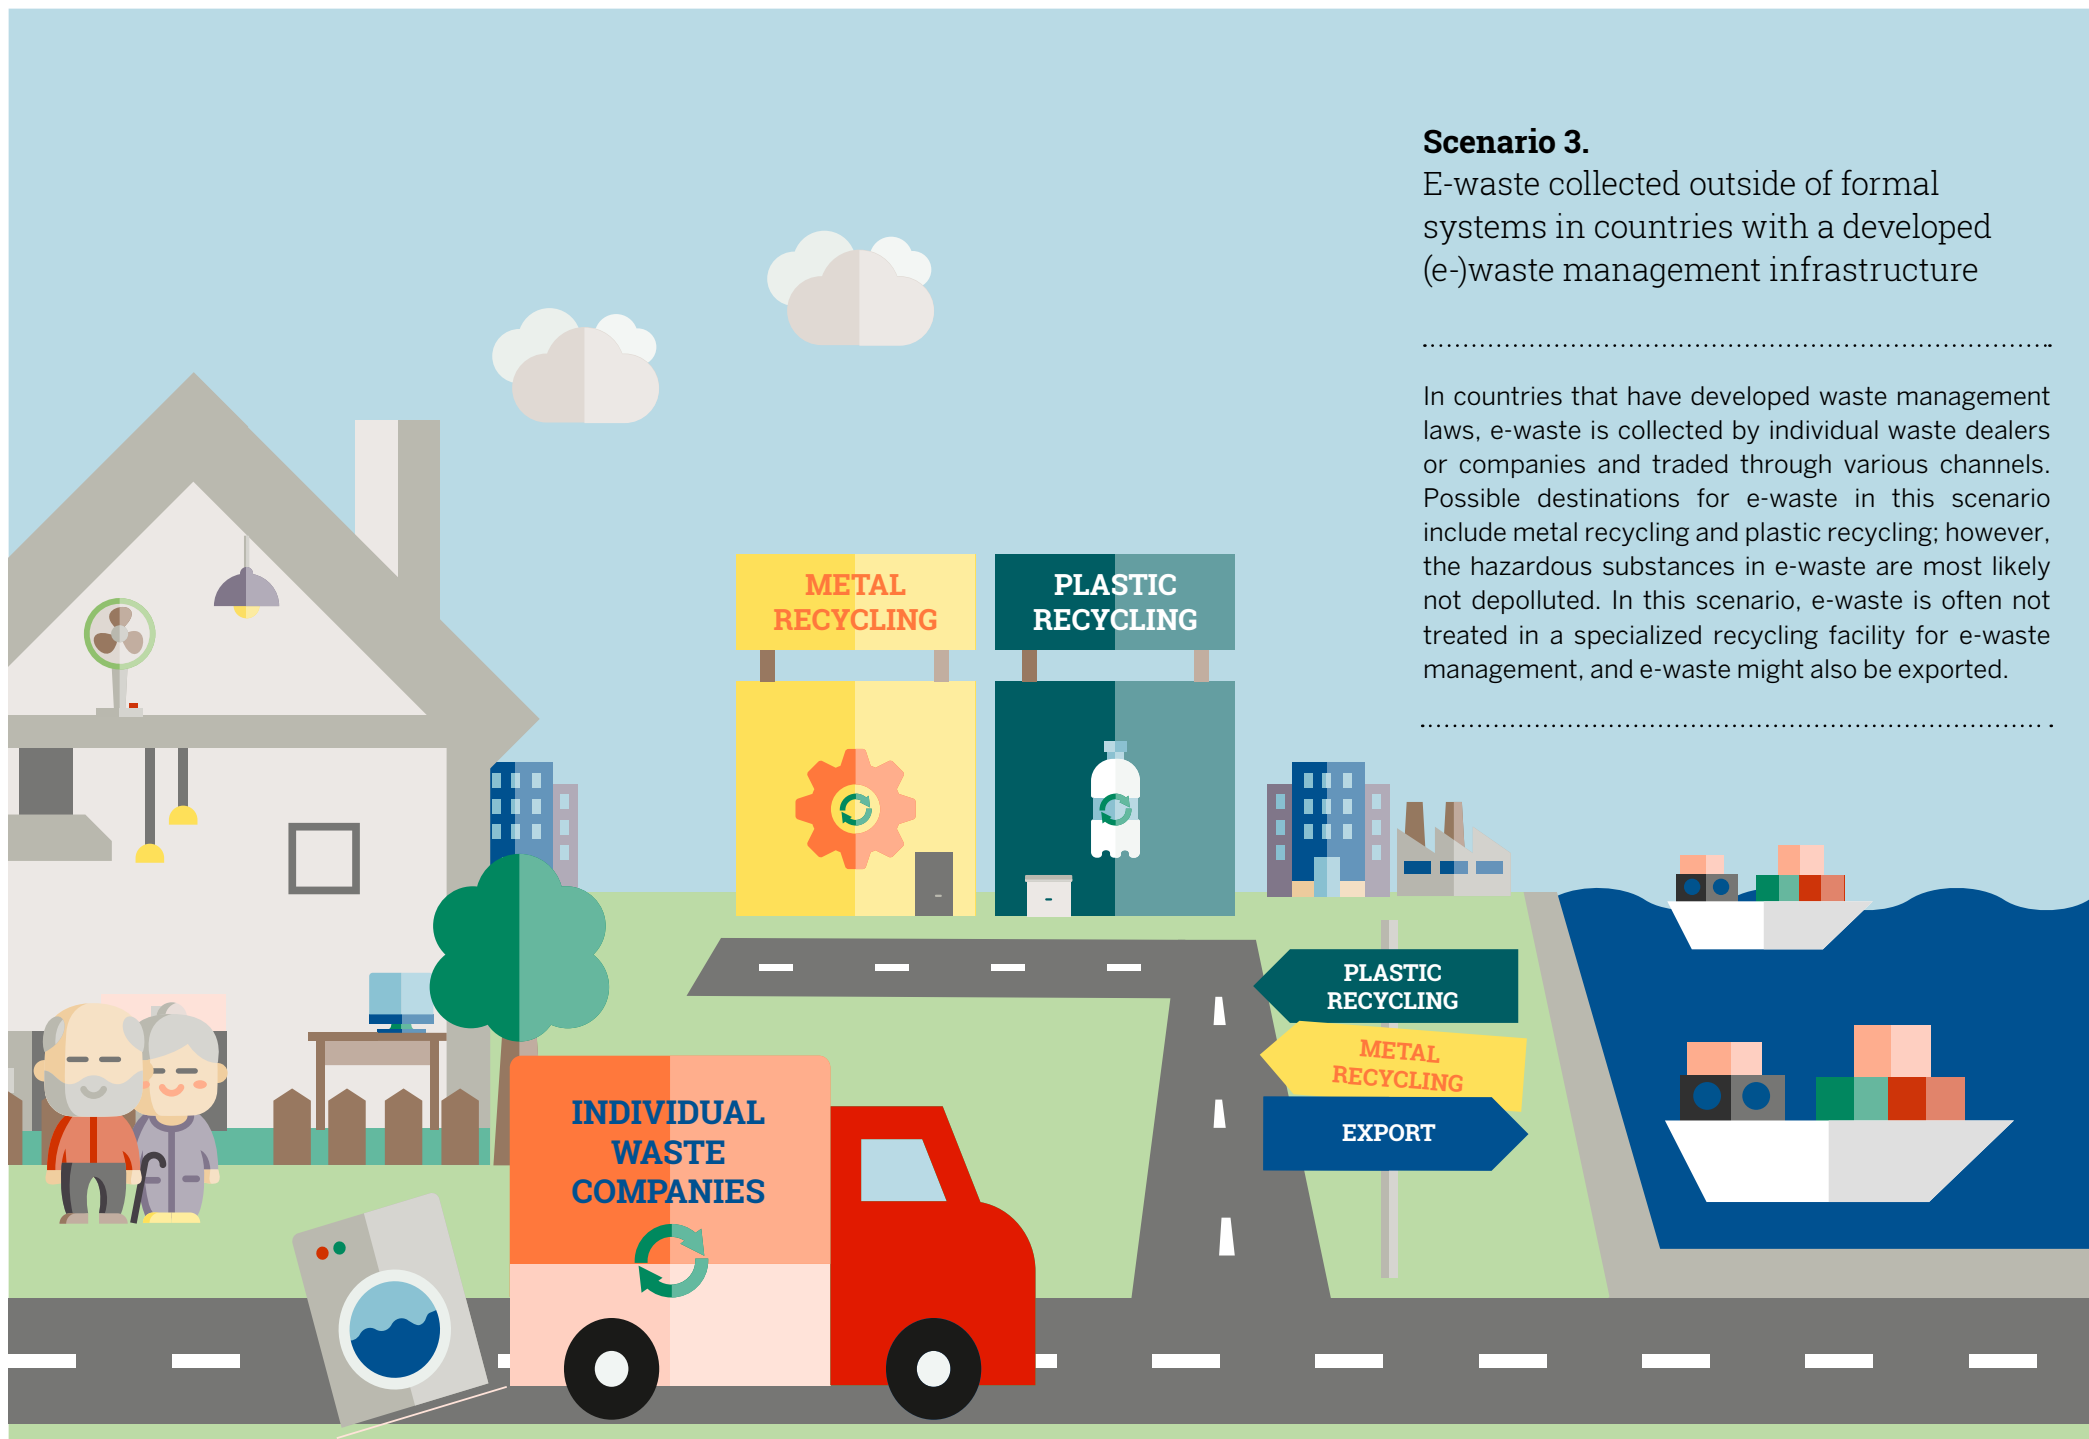 Scenario 3.
E-waste collected outside of formal
systems in countries with a developed
(e-)waste management infrastructure
In countries that have developed waste management
laws, e-waste is collected by individual waste dealers
or companies and traded through various channels.
Possible destinations for e-waste in this scenario
include metal recycling and plastic recycling; however,
the hazardous substances in e-waste are most likely
not depolluted. In this scenario, e-waste is often not
treated in a specialized recycling facility for e-waste
management, and e-waste might also be exported.
METAL
RECYCLING
PLASTIC
RECYCLING
PLASTIC
RECYCLING
METAL
RECYCLING
EXPORT
INDIVIDUAL
WASTE
COMPANIES